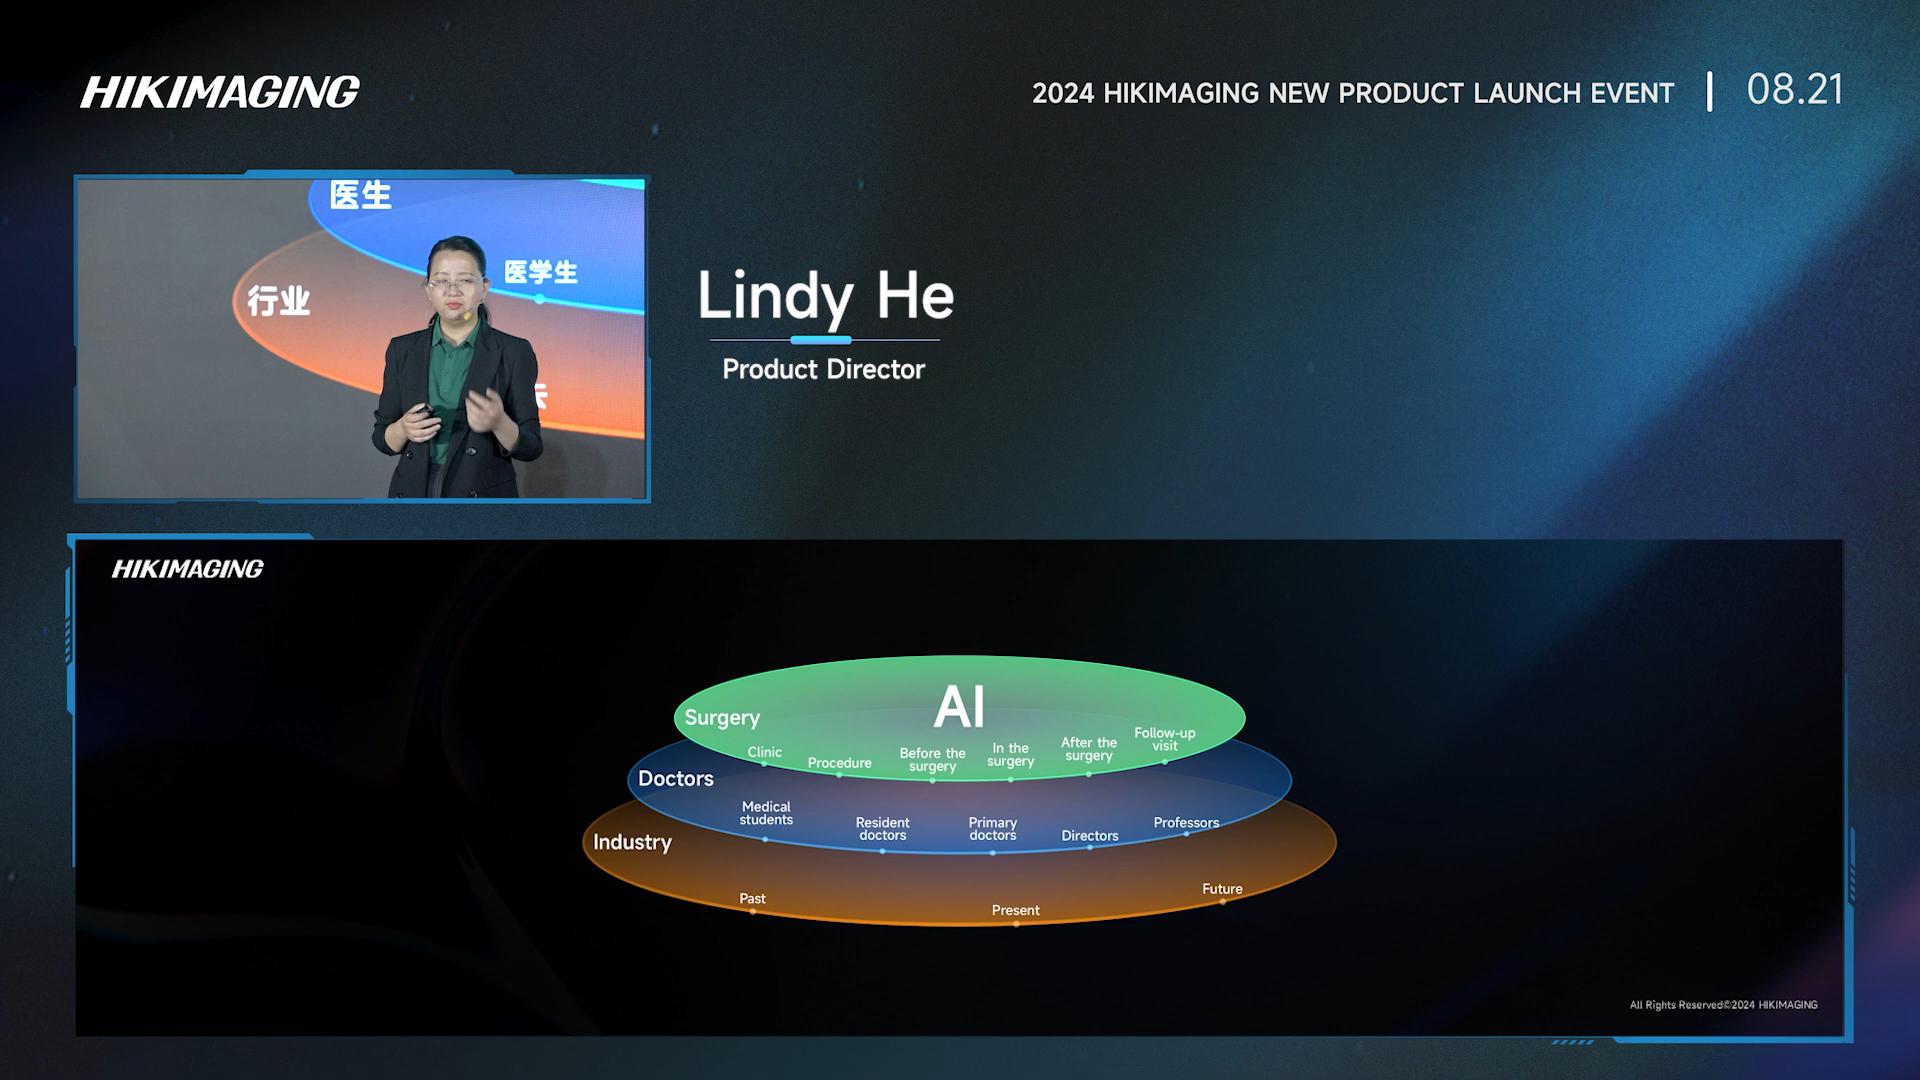 HIKIMAGING
2024 HIKIMAGING NEW PRODUCT LAUNCH EVENT
08.21
医生
医学生
行业
Lindy He
Product Director
HIKIMAGING
AI
Surgery
Clinic
Procedure
Before the
surgery
In the
surgery
After the
surgery
Follow-up
visit
Doctors
Medical
students
Resident
doctors
Primary
doctors
Directors
Professors
Industry
Past
Present
Future
All Rights Reserved©2024 HIKIMAGING